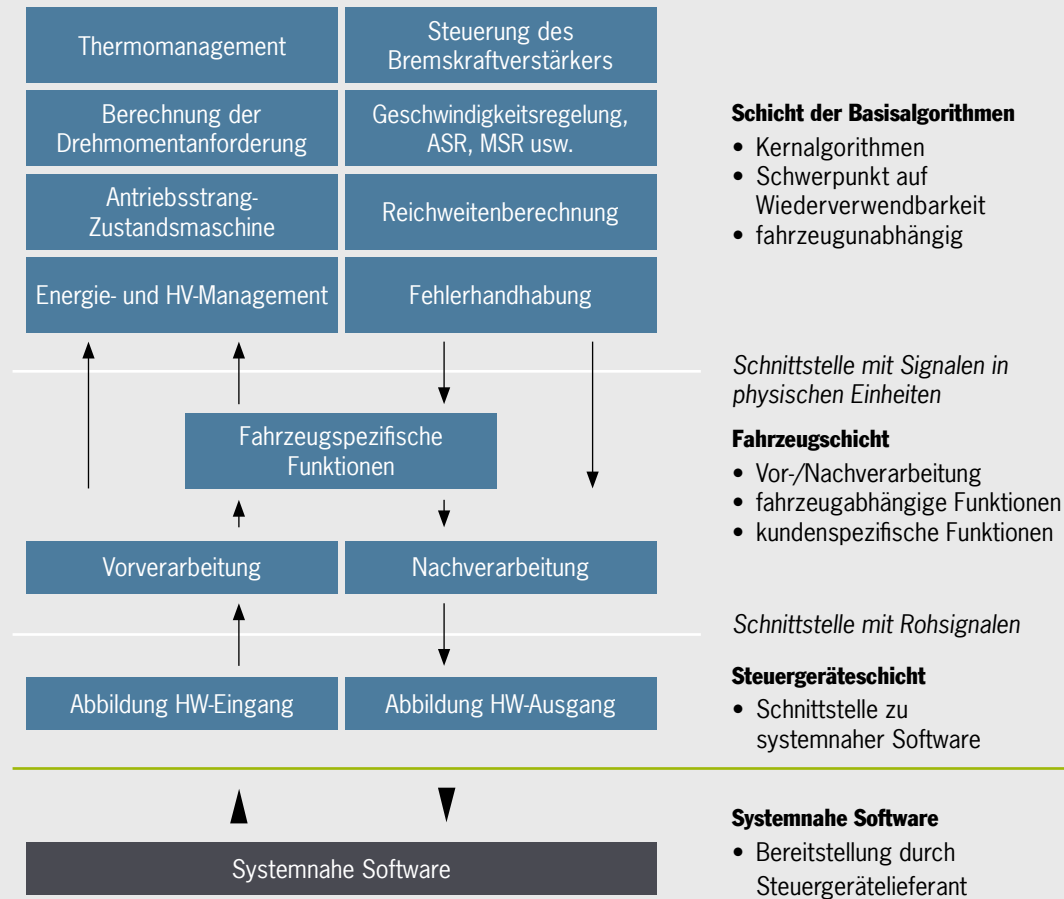 Thermomanagement
Steuerung des
Bremskraftverstärkers
Berechnung der
Drehmomentanforderung
Geschwindigkeitsregelung,
ASR, MSR usw.
Antriebsstrang-
Zustandsmaschine
Reichweitenberechnung
Energie- und HV-Management
Fehlerhandhabung
Schicht der Basisalgorithmen
• Kernalgorithmen
• Schwerpunkt auf
Wiederverwendbarkeit
• fahrzeugunabhängig
Schnittstelle mit Signalen in
physischen Einheiten
Fahrzeugspezifische
Funktionen
Vorverarbeitung
Nachverarbeitung
Fahrzeugschicht
• Vor-/Nachverarbeitung
• fahrzeugabhängige Funktionen
• kundenspezifische Funktionen
Schnittstelle mit Rohsignalen
Abbildung HW-Eingang
Abbildung HW-Ausgang
Steuergeräteschicht
• Schnittstelle zu
systemnaher Software
Systemnahe Software
Systemnahe Software
• Bereitstellung durch
Steuergerätelieferant